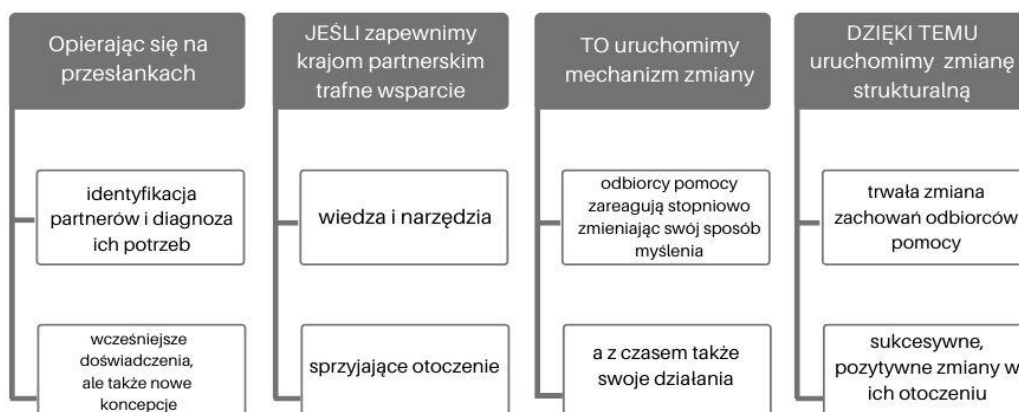 Opierając się na
przesłankach
identyfikacja
partnerów i diagnoza
ich potrzeb
wcześniejsze
doświadczenia,
ale także nowe
koncepcje
JEŚLI zapewnimy
krajom partnerskim
trafne wsparcie
wiedza i narzędzia
sprzyjające otoczenie
TO uruchomimy
mechanizm zmiany
odbiorcy pomocy
zareagują stopniowo
zmieniając swój sposób
myślenia
a z czasem także
swoje działania
DZIĘKI TEMU
uruchomimy zmianę
strukturalną
trwała zmiana
zachowań odbiorców
pomocy
sukcesywne,
pozytywne zmiany w
ich otoczeniu